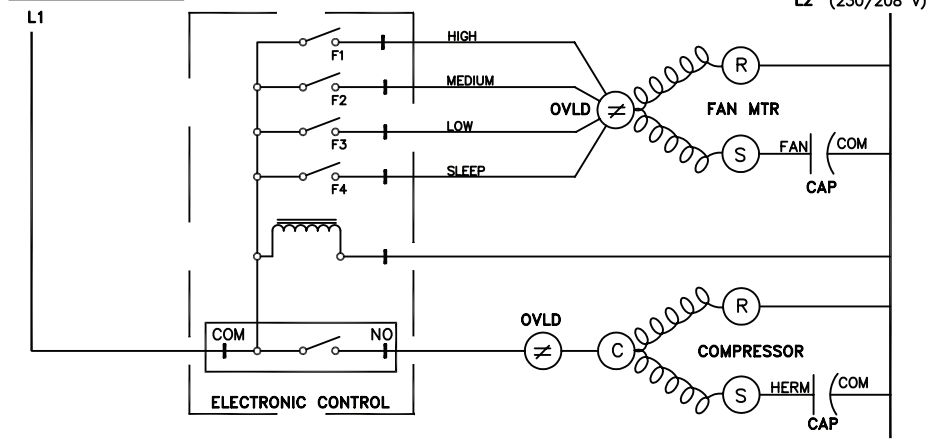 L2 (230/208 V)
L1
HIGH
F1
MEDIUM
F2
OVLD
FAN MTR
R
LOW
F3
S
FAN
COM
CAP
SLEEP
F4
COM
NO
OVLD
C
COMPRESSOR
R
S
HERM
COM
CAP
ELECTRONIC CONTROL